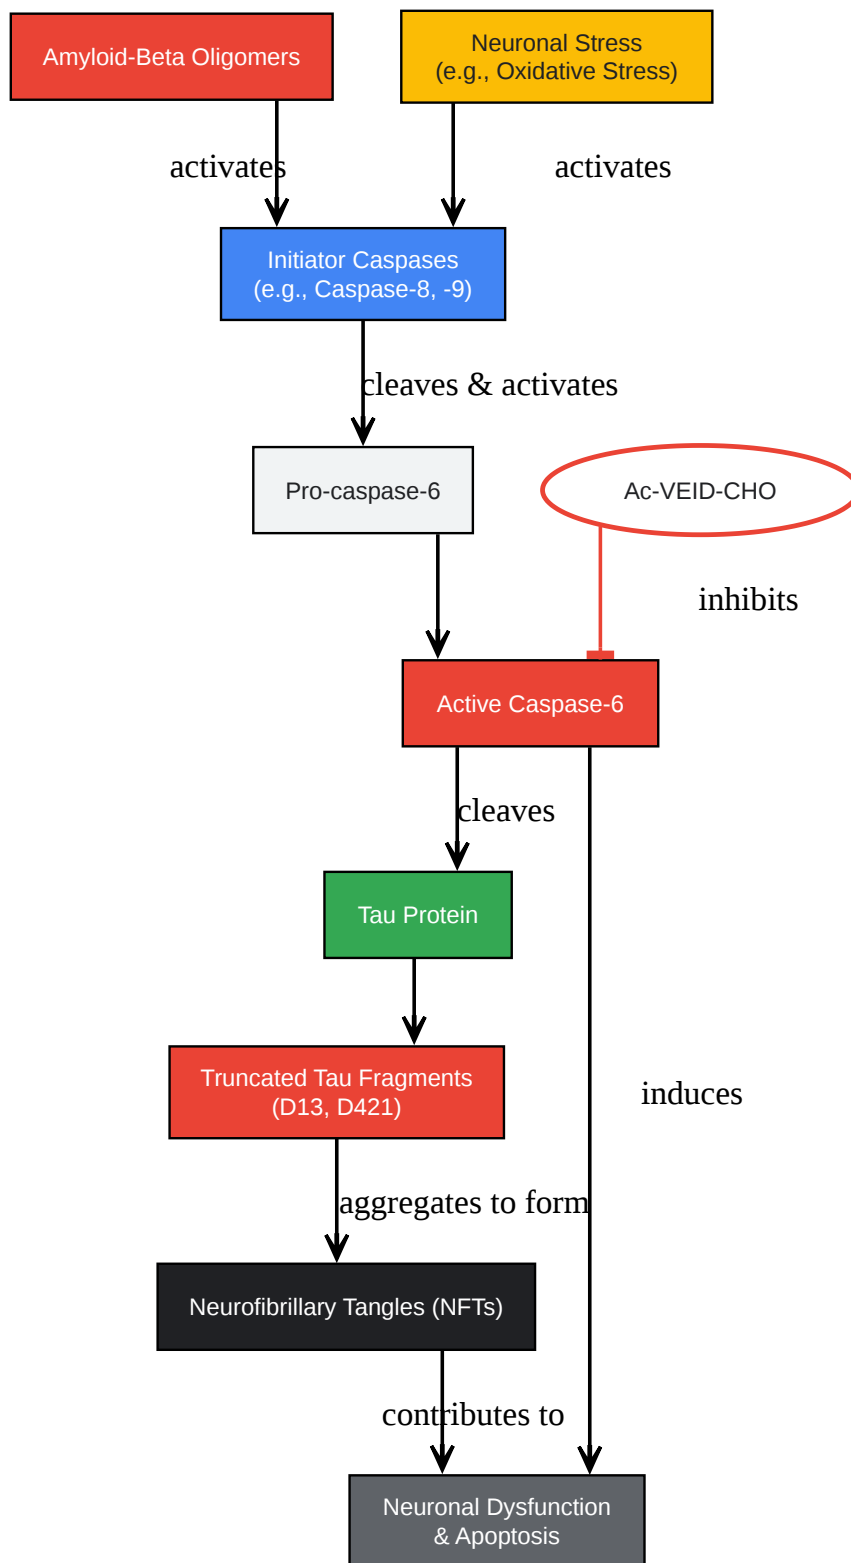 Amyloid-Beta Oligomers
Neuronal Stress
(e.g., Oxidative Stress)
activates
activates
Initiator Caspases
(e.g., Caspase-8, -9)
cleaves & activates
Pro-caspase-6
Ac-VEID-CHO
inhibits
Active Caspase-6
cleaves
Tau Protein
Truncated Tau Fragments
(D13, D421)
induces
aggregates to form
Neurofibrillary Tangles (NFTs)
contributes to
Neuronal Dysfunction
& Apoptosis